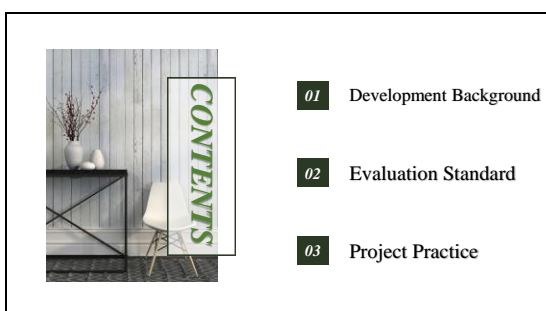 CONTENTS
01 Development Background
02 Evaluation Standard
03 Project Practice